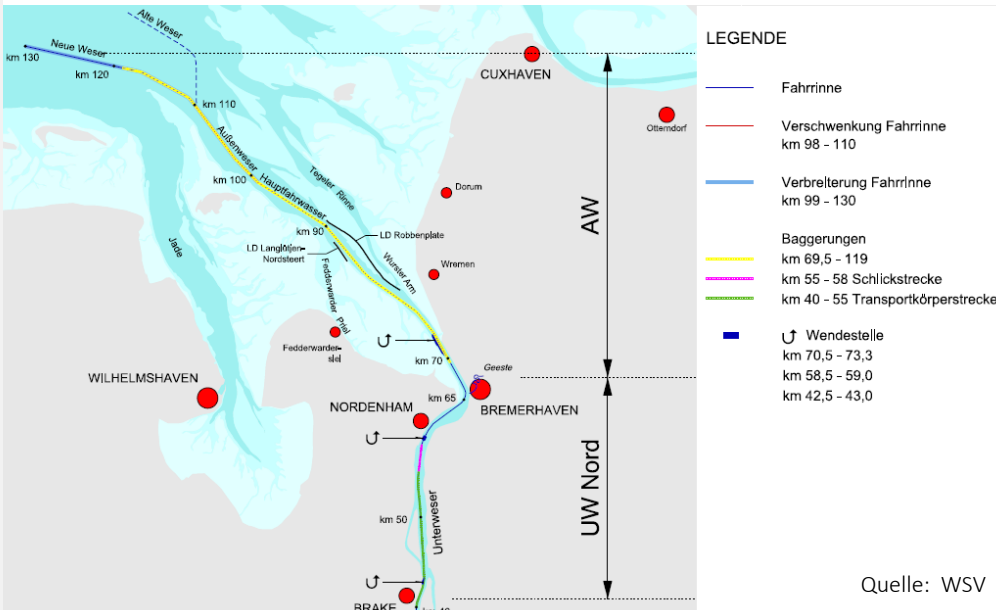 Alte Weser
Neue Weser
km 130
km 120
CUXHAVEN
km 110
Otterndorf
Außenweser
km 100
Hauptfahrwasser
Tegeler Rinne
Dorum
AW
km 90
LD Robbenplate
LD Langlütjen-
Nordsteert
Jade
Fedderwarder Priel
Wurster Arm
Wremen
Fedderwarder-
siel
km 70
Geeste
WILHELMSHAVEN
km 65
BREMERHAVEN
NORDENHAM
UW Nord
km 50
Unterweser
BRAKE
LEGENDE
Fahrrinne
Verschwenkung Fahrrinne
km 98 - 110
Verbreiterung Fahrrinne
km 99 - 130
Baggerungen
km 69,5 - 119
km 55 - 58 Schlickstrecke
km 40 - 55 Transportkörperstrecke
Wendestelle
km 70,5 - 73,3
km 58,5 - 59,0
km 42,5 - 43,0
Quelle: WSV